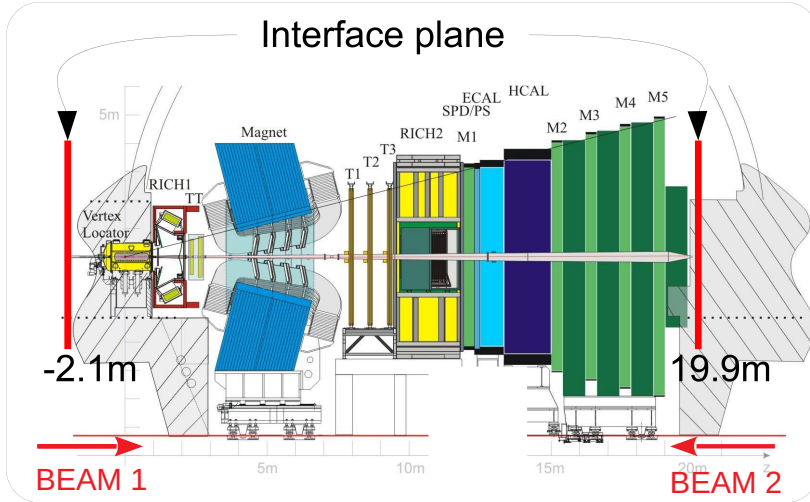 Interface plane
5m
Magnet
RICH1
TT
Vertex
Locator
T1
T2
T3
RICH2
M1
SPD/PS
ECAL
HCAL
M2
M3
M4
M5
-2.1m
19.9m
BEAM 1
BEAM 2
5m
10m
15m
20m
z